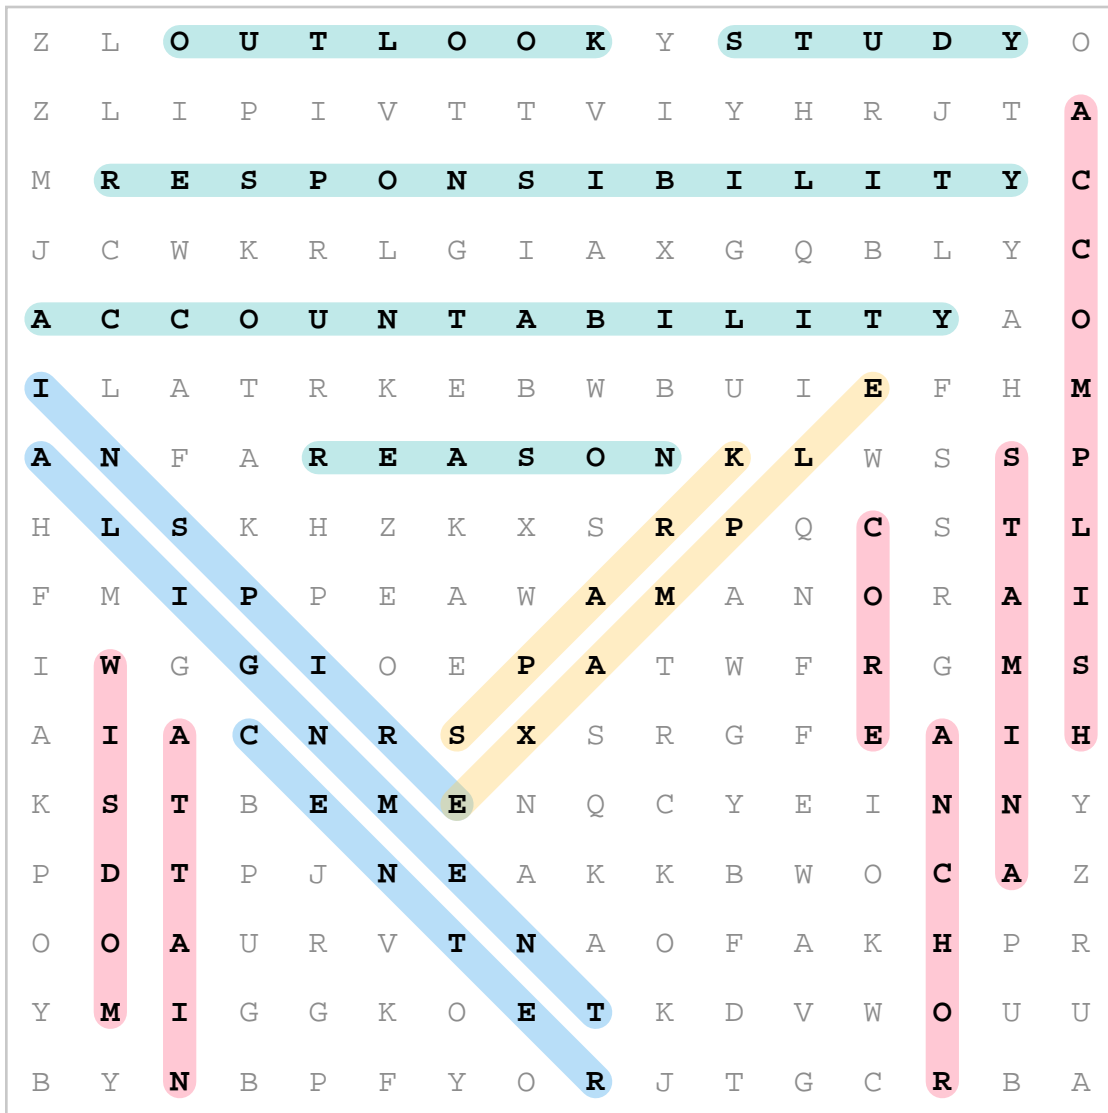 Z L O U T L O O K Y S T U D Y O
Z L I P I V T T V I Y H R J T A
M R E S P O N S I B I L I T Y C
J C W K R L G I A X G Q B L Y C
A C C O U N T A B I L I T Y A O
I L A T R K E B W B U I E F H M
A N F A R E A S O N K L W S S P
H L S K H Z K X S R P Q C S T L
F M I P P E A W A M A N O R A I
I W G G I O E P A T W F R G M S
A I A C N R S X S R G F E A I H
K S T B E M E N Q C Y E I N N Y
P D T P J N E A K K B W O C A Z
O O A U R V T N A O F A K H P R
Y M I G G K O E T K D V W O U U
B Y N B P F Y O R J T G C R B A